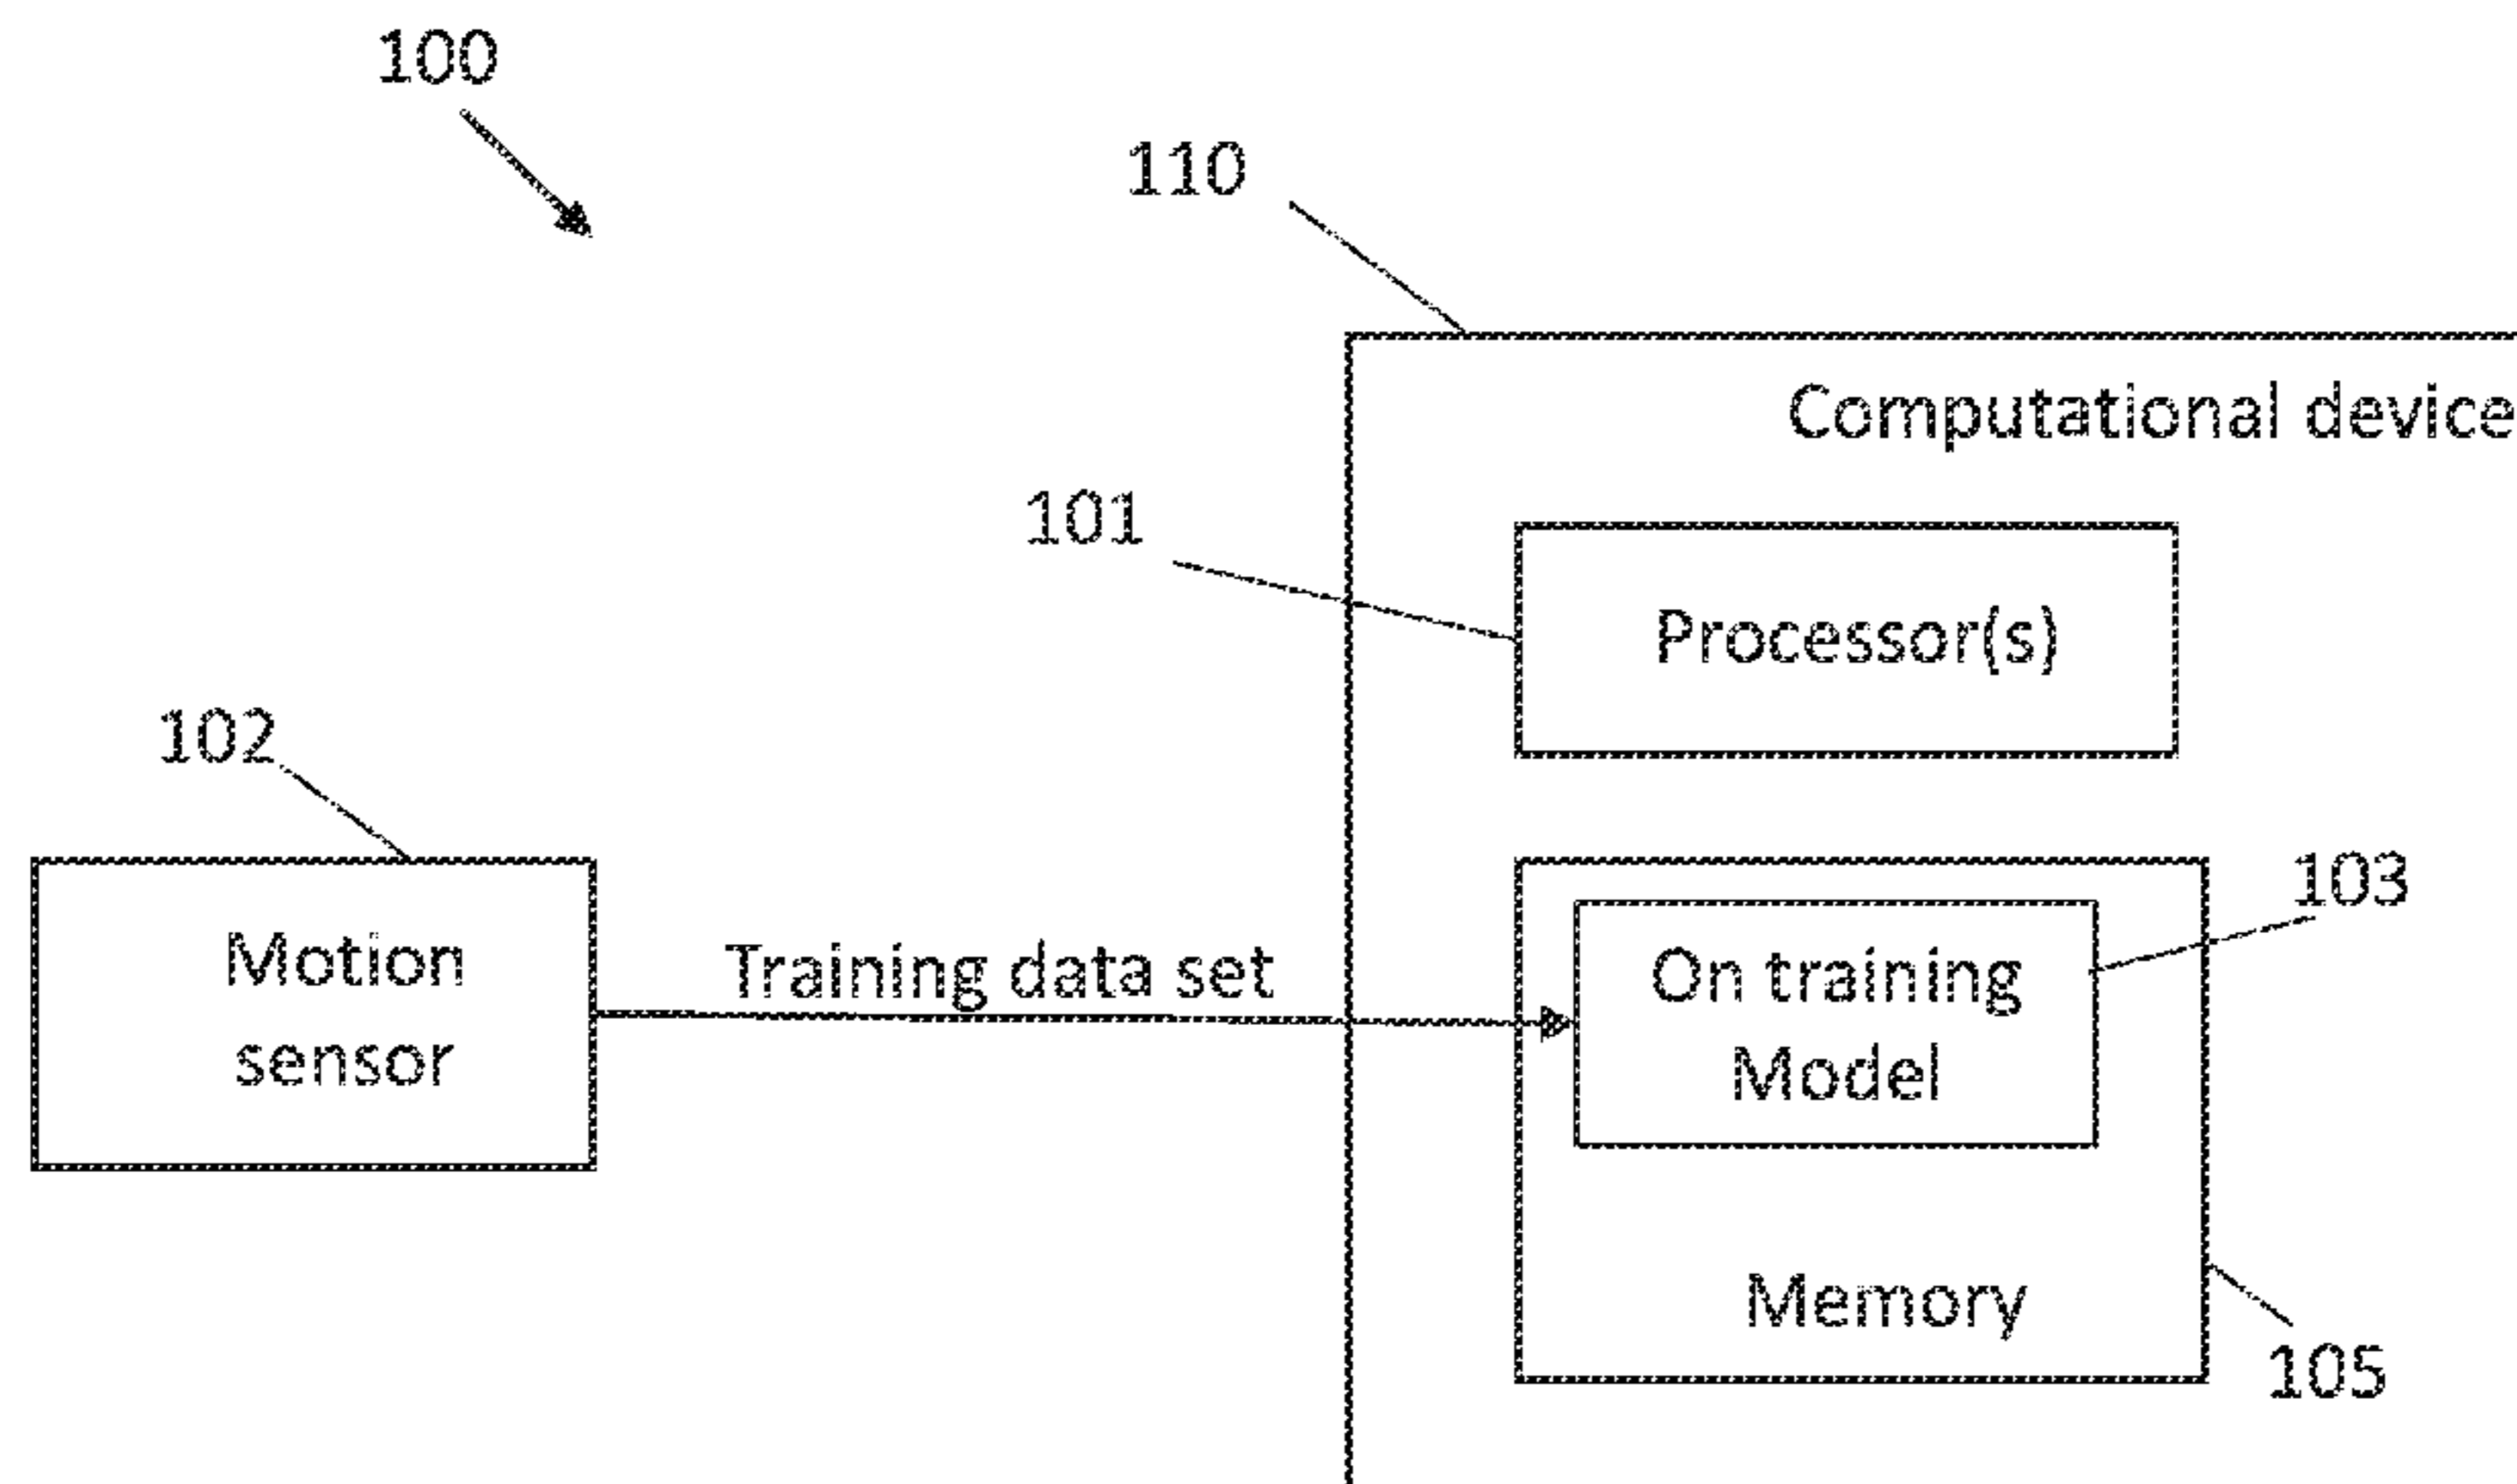 100
110
Computational device
101
Processor(s)
102
103
Motion
sensor
Training data set
On training
Model
Memory
105